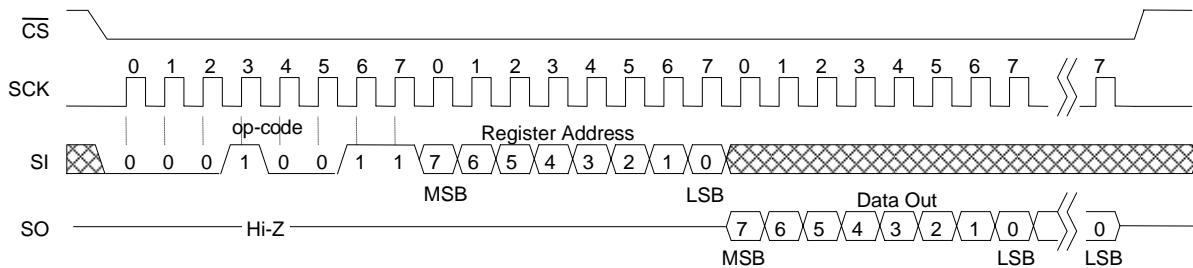 CS
0 1 2 3 4 5 6 7 0 1 2 3 4 5 6 7 0 1 2 3 4 5 6 7 7
SCK
op-code Register Address
SI 0 0 0 1 0 0 1 1 7 6 5 4 3 2 1 0
MSB LSB Data Out
SO Hi-Z 7 6 5 4 3 2 1 0 0
MSB LSB LSB